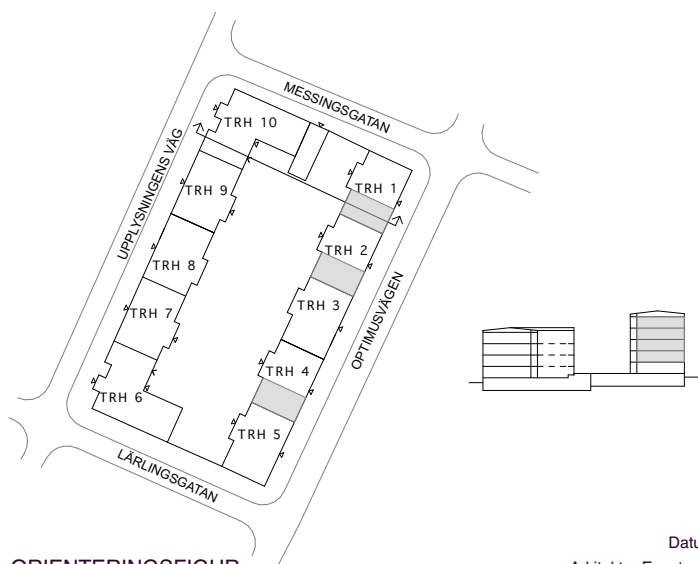 MESSINGSGATAN
TRH 10
UPPLYSNINGENS VÄG
TRH 1
TRH 9
TRH 2
TRH 8
TRH 3
OPTIMUSVÄGEN
TRH 7
TRH 4
TRH 6
TRH 5
LÄRLINGSGATAN
Datu